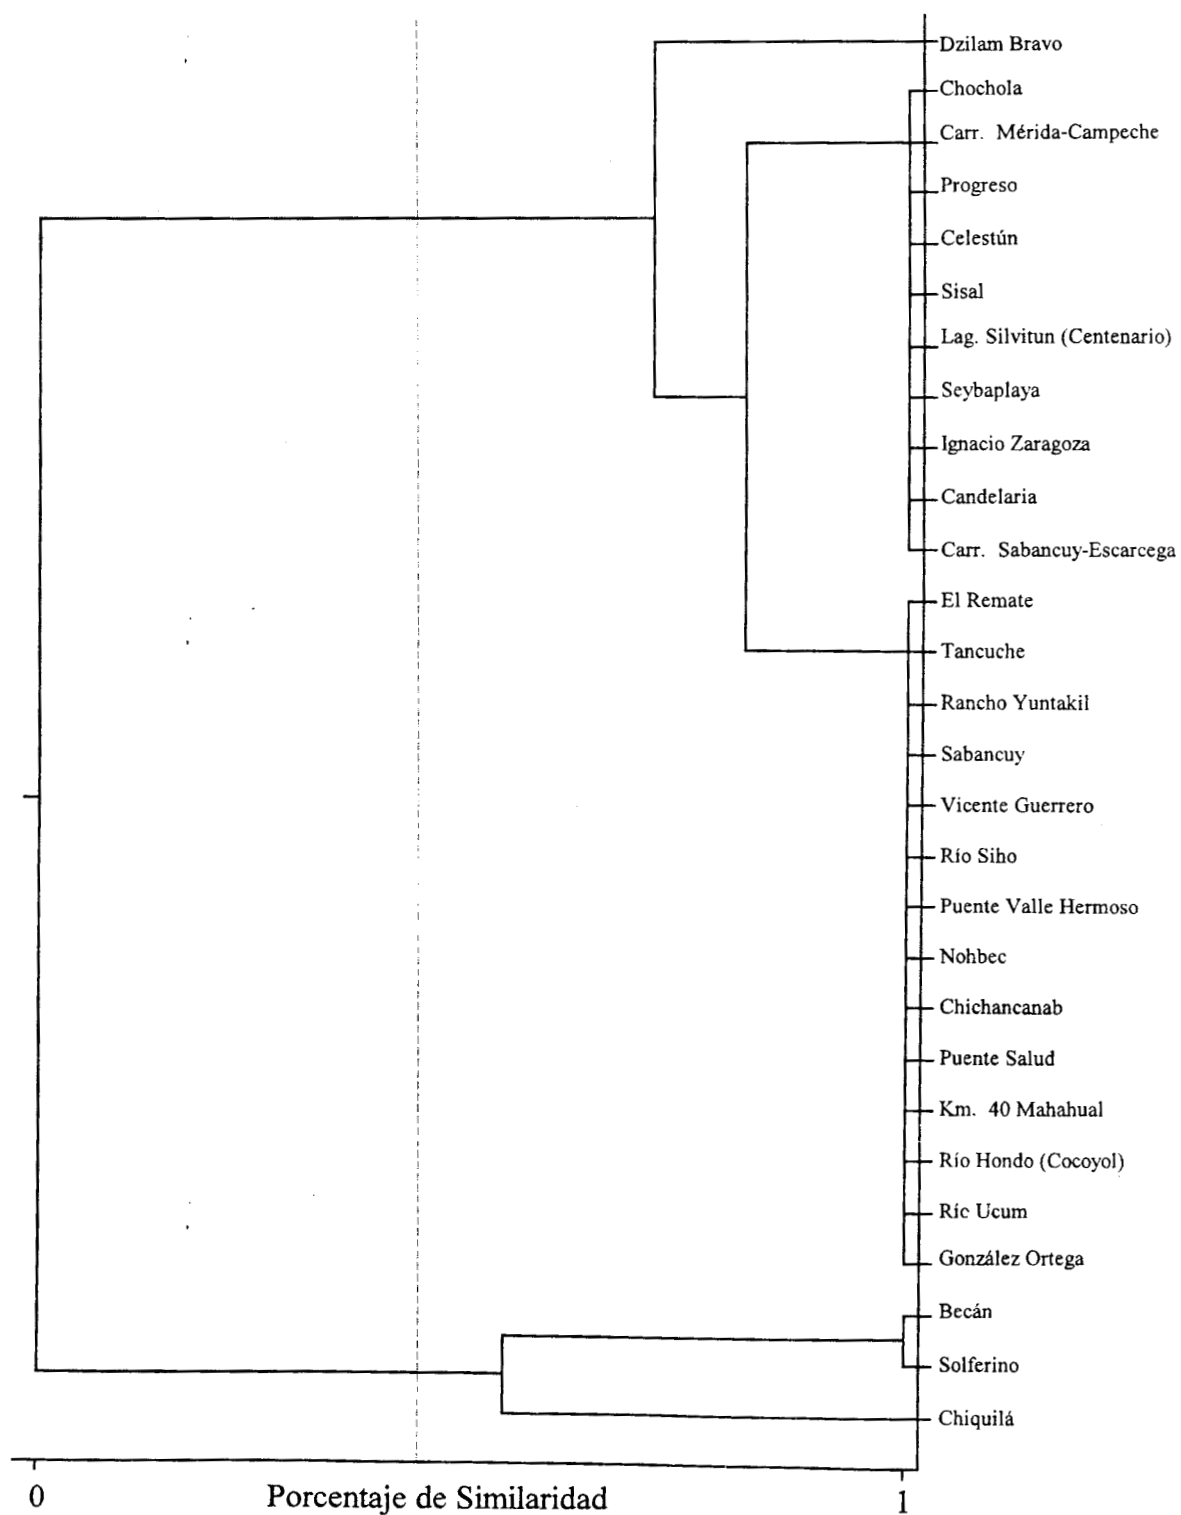 Dzilam Bravo
Chochola
Carr. Mérida-Campeche
Progreso
Celestún
Sisal
Lag. Silvitun (Centenario)
Seybaplaya
Ignacio Zaragoza
Candelaria
Carr. Sabancuy-Escarcega
El Remate
Tancuche
Rancho Yuntakil
Sabancuy
Vicente Guerrero
Río Siho
Puente Valle Hermoso
Nohbec
Chichancanab
Puente Salud
Km. 40 Mahahual
Río Hondo (Cocoyol)
Río Ucum
González Ortega
Becán
Solferino
Chiquilá
0 Porcentaje de Similaridad 1